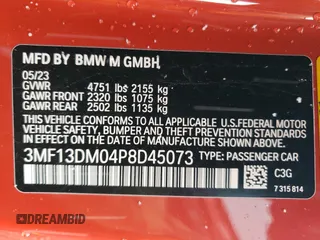 MFD BY BMW M GMBH
05/23
GVWR 4751 lbs 2155 kg
GAWR FRONT 2320 lbs 1075 kg
GAWR REAR 2502 lbs 1135 kg
THIS VEHICLE CONFORMS TO ALL
APPLICABLE U.S. FEDERAL MOTOR
VEHICLE SAFETY, BUMPER, AND
THEFT PREVENTION STANDARDS
IN EFFECT ON THE DATE OF
MANUFACTURE SHOWN ABOVE.
3MF13DM04P8D45073 TYPE: PASSENGER CAR
C3G
7 315 814
DREAMBID